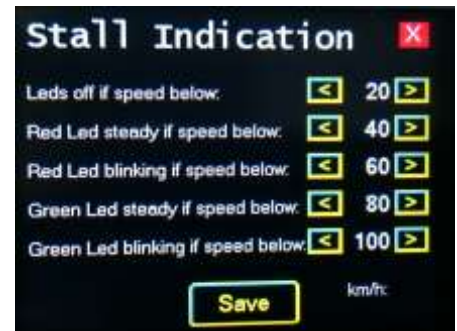 Stall Indication X
Leds off if speed below: < 20 >
Red Led steady if speed below: < 40 >
Red Led blinking if speed below: < 60 >
Green Led steady if speed below: < 80 >
Green Led blinking if speed below: < 100 >
Save km/h: